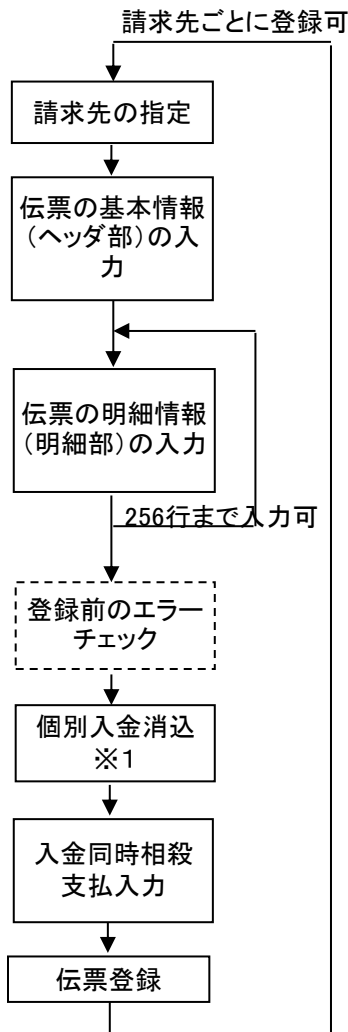 請求先ごとに登録可
請求先の指定
伝票の基本情報
（ヘッダ部）の入
力
伝票の明細情報
（明細部）の入力
256行まで入力可
登録前のエラー
チェック
個別入金消込
※１
入金同時相殺
支払入力
伝票登録